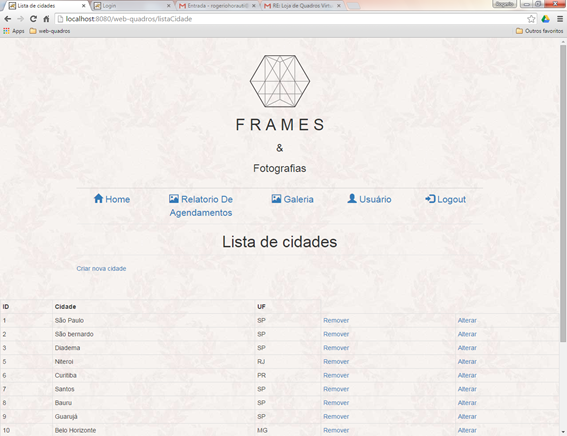 Lista de cidades
Login
Entrada - rogeriphorauti@
RE: Loja de Quadros Virtu
localhost:8080/web-quadros/listaCidade
Apps
web-quadros
Outros favoritos
FRAMES
&
Fotografias
Home
Relatorio De
Agendamentos
Galeria
Usuário
Logout
Lista de cidades
Criar nova cidade
ID Cidade UF
1 São Paulo SP Remover Alterar
2 São bernardo SP Remover Alterar
3 Diadema SP Remover Alterar
5 Niteroi RJ Remover Alterar
6 Curitiba PR Remover Alterar
7 Santos SP Remover Alterar
8 Bauru SP Remover Alterar
9 Guarujá SP Remover Alterar
10 Belo Horizonte MG Remover Alterar